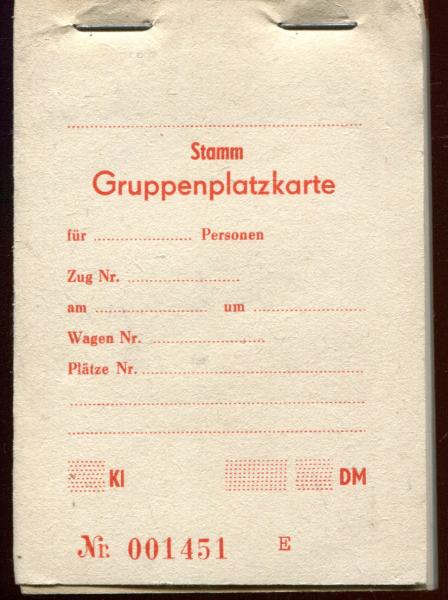 Stamm
Gruppenplatzkarte
für ................ Personen
Zug Nr. ................
am ................ um ................
Wagen Nr. ................
Plätze Nr. ................
Kl DM
Nr. 001451 E